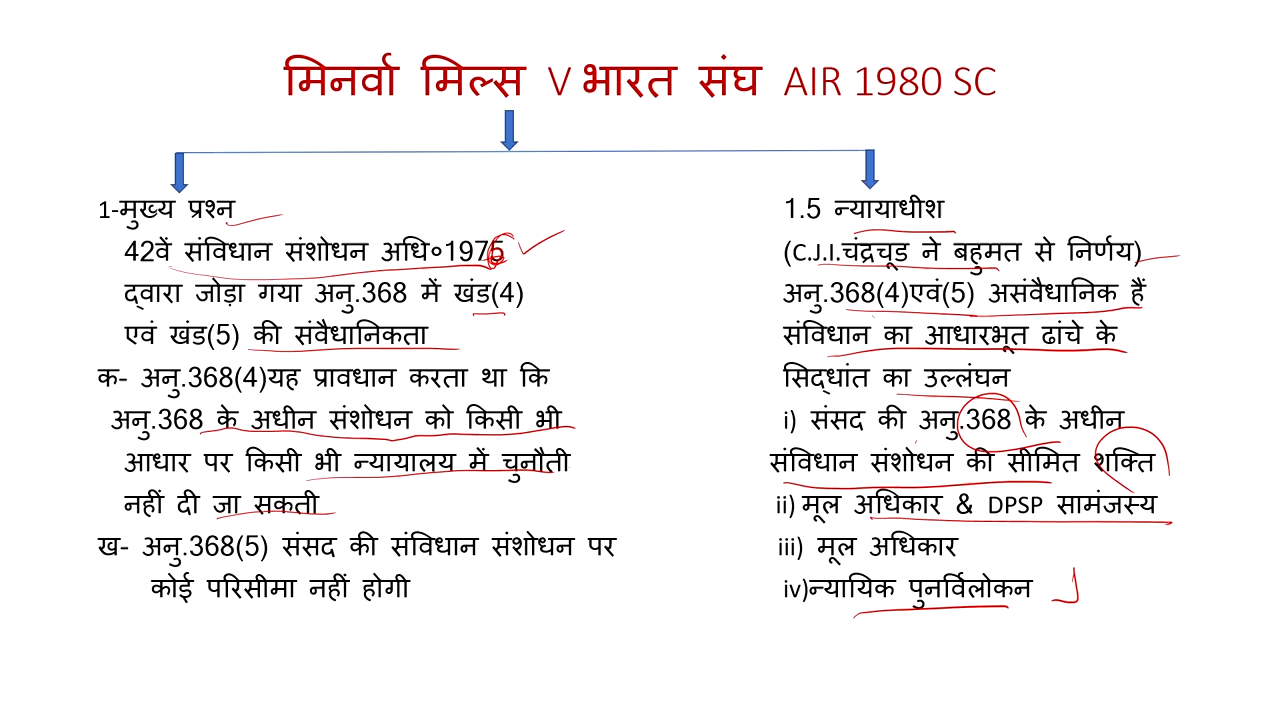 मिनर्वा मिल्स V भारत संघ AIR 1980 SC
1-मुख्य प्रश्न
42वें संविधान संशोधन अधि०1976
द्वारा जोड़ा गया अनु.368 में खंड(4)
एवं खंड(5) की संवैधानिकता
क- अनु.368(4)यह प्रावधान करता था कि
अनु.368 के अधीन संशोधन को किसी भी
आधार पर किसी भी न्यायालय में चुनौती
नहीं दी जा सकती
ख- अनु.368(5) संसद की संविधान संशोधन पर
कोई परिसीमा नहीं होगी
1.5 न्यायाधीश
(C.J.I.चंद्रचूड ने बहुमत से निर्णय)
अनु.368(4)एवं(5) असंवैधानिक हैं
संविधान का आधारभूत ढांचे के
सिद्धांत का उल्लंघन
i) संसद की अनु.368 के अधीन
संविधान संशोधन की सीमित शक्ति
ii) मूल अधिकार & DPSP सामंजस्य
iii) मूल अधिकार
iv)न्यायिक पुनर्विलोकन